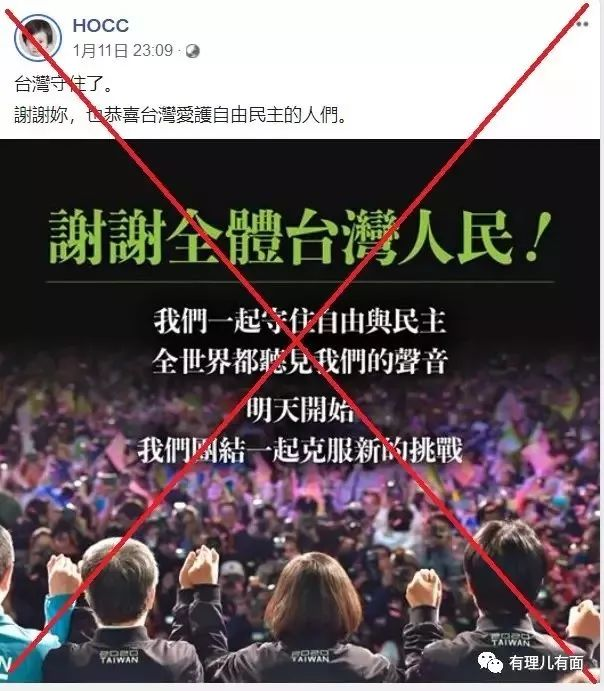 HOCC
1月11日 23:09
台灣守住了。
謝謝妳，也恭喜台灣愛護自由民主的人們。
謝謝全體台灣人民！
我們一起守住自由與民主
全世界都聽見我們的聲音
明天開始
我們團結一起克服新的挑戰
2020 TAIWAN
2020 TAIWAN
2020 TAIWAN
有理儿有面